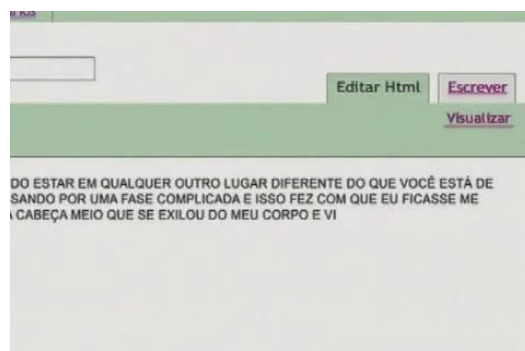 Editar Html
Escrever
Visualizar
DO ESTAR EM QUALQUER OUTRO LUGAR DIFERENTE DO QUE VOCÊ ESTÁ DE
SANDO POR UMA FASE COMPLICADA E ISSO FEZ COM QUE EU FICASSE ME
CABEÇA MEIO QUE SE EXILOU DO MEU CORPO E VI